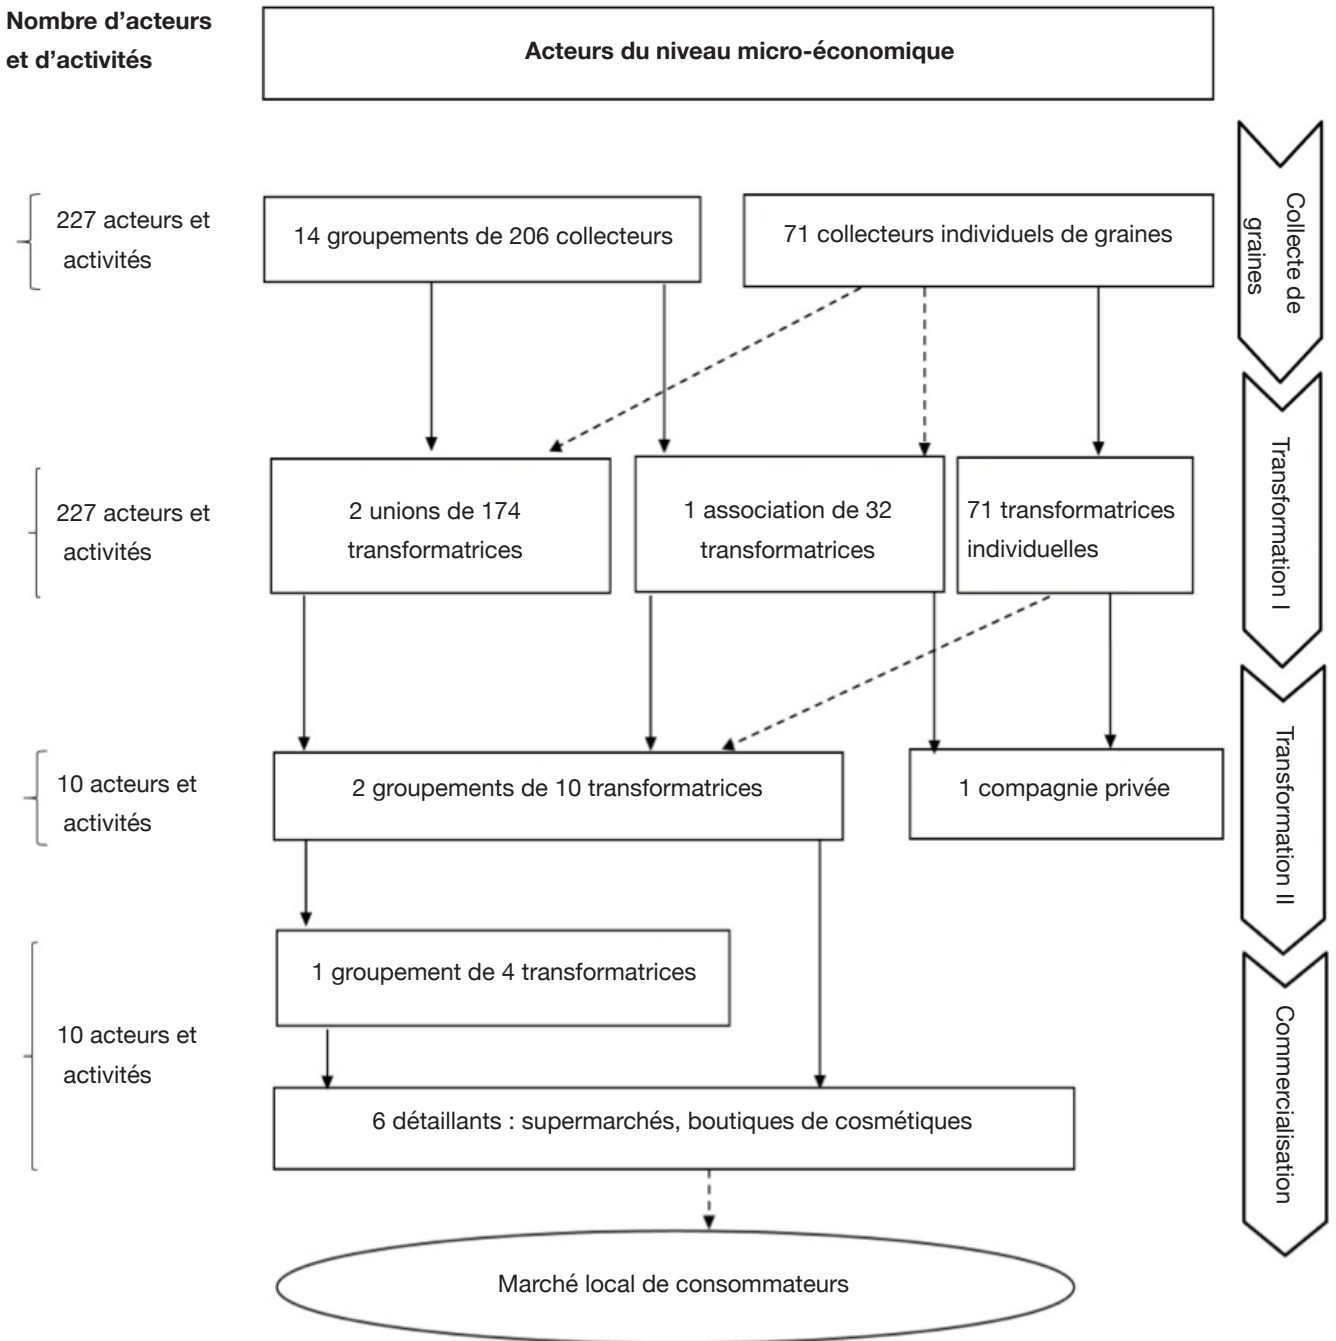 Nombre d’acteurs
et d’activités
Acteurs du niveau micro-économique
227 acteurs et
activités
14 groupements de 206 collecteurs
71 collecteurs individuels de graines
Collecte de
graines
227 acteurs et
activités
2 unions de 174
transformatrices
1 association de 32
transformatrices
71 transformatrices
individuelles
Transformation I
10 acteurs et
activités
2 groupements de 10 transformatrices
1 compagnie privée
Transformation II
1 groupement de 4 transformatrices
10 acteurs et
activités
6 détaillants : supermarchés, boutiques de cosmétiques
Commercialisation
Marché local de consommateurs